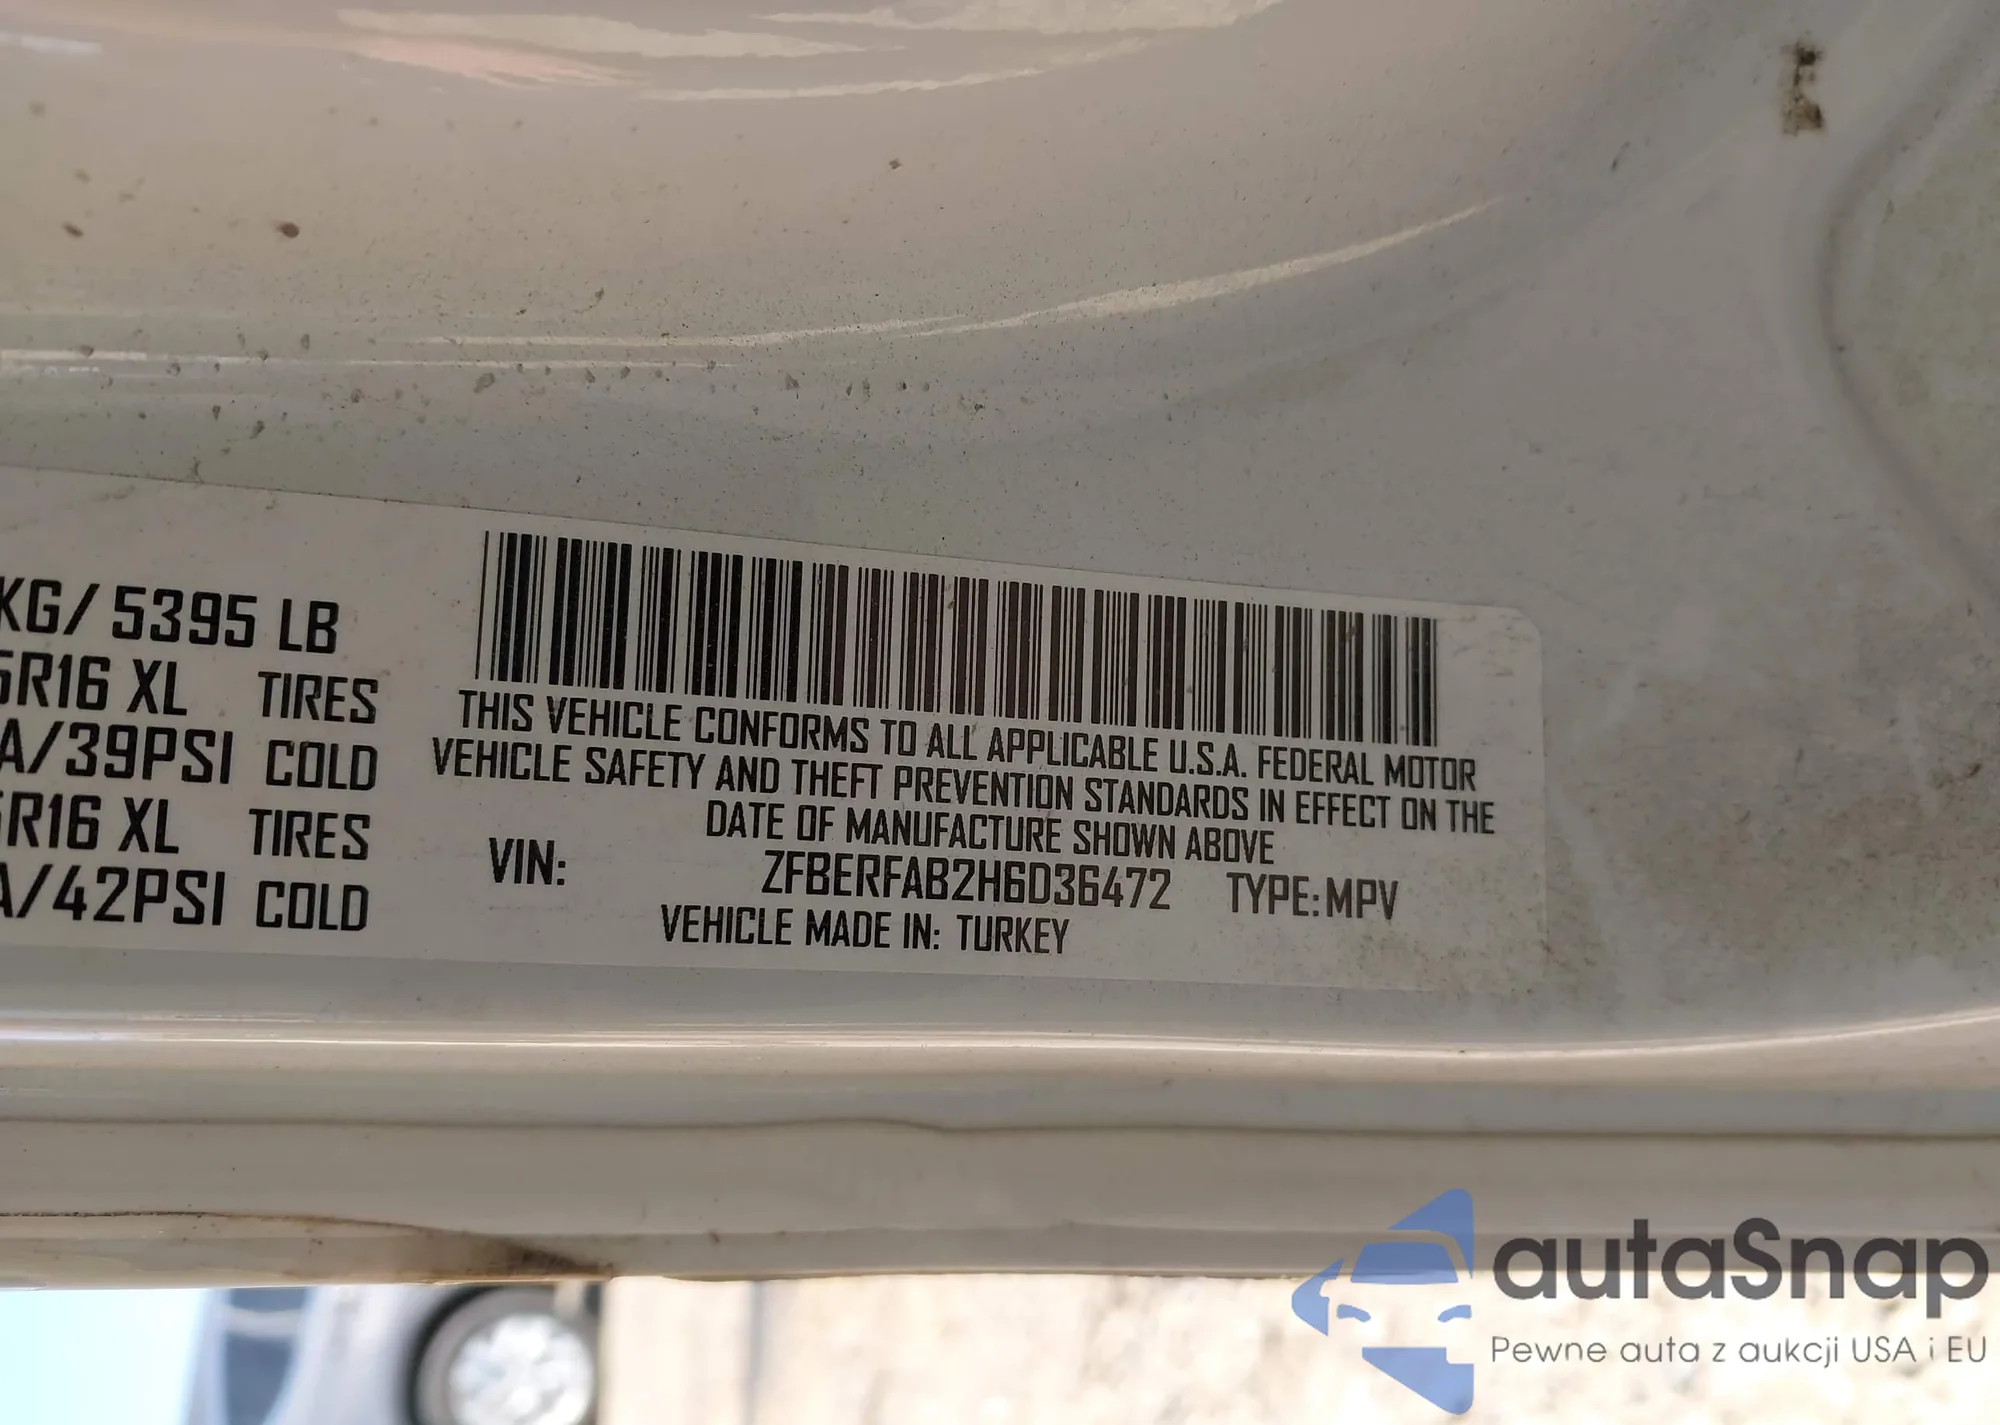 KG/ 5395 LB
5R16 XL TIRES
A/39PSI COLD
5R16 XL TIRES
A/42PSI COLD
THIS VEHICLE CONFORMS TO ALL APPLICABLE U.S.A. FEDERAL MOTOR
VEHICLE SAFETY AND THEFT PREVENTION STANDARDS IN EFFECT ON THE
DATE OF MANUFACTURE SHOWN ABOVE
VIN: ZFBERFAB2H6D36472 TYPE: MPV
VEHICLE MADE IN: TURKEY
autaSnap
Pewne auta z aukcji USA i EU